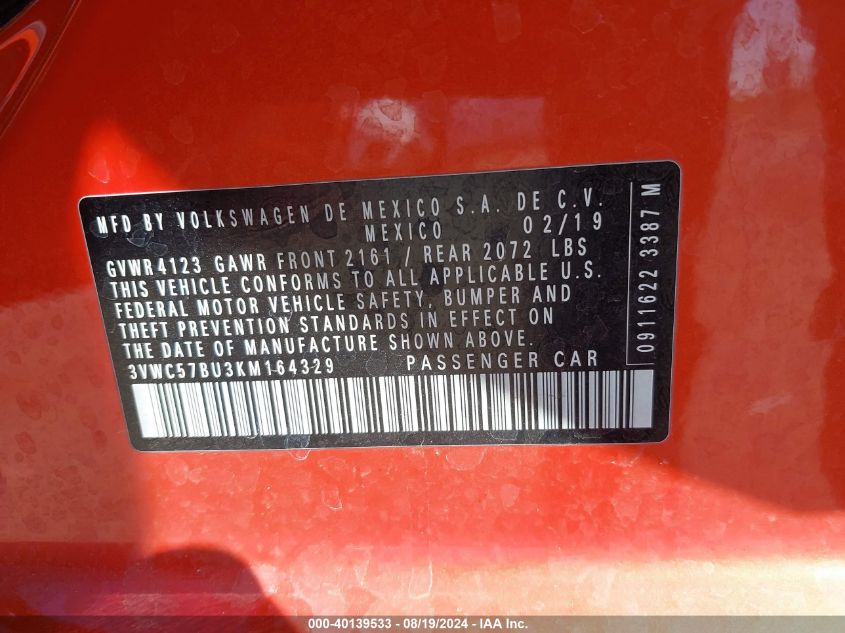 MFD BY VOLKSWAGEN DE MEXICO S.A. DE C.V.
MEXICO 02/19
GVWR4123 GAWR FRONT 2161 / REAR 2072 LBS
THIS VEHICLE CONFORMS TO ALL APPLICABLE U.S.
FEDERAL MOTOR VEHICLE SAFETY, BUMPER AND
THEFT PREVENTION STANDARDS IN EFFECT ON
THE DATE OF MANUFACTURE SHOWN ABOVE.
3VWC57BU3KM164329 PASSENGER CAR
0911622 3387 M
000-40139533 - 08/19/2024 - IAA Inc.